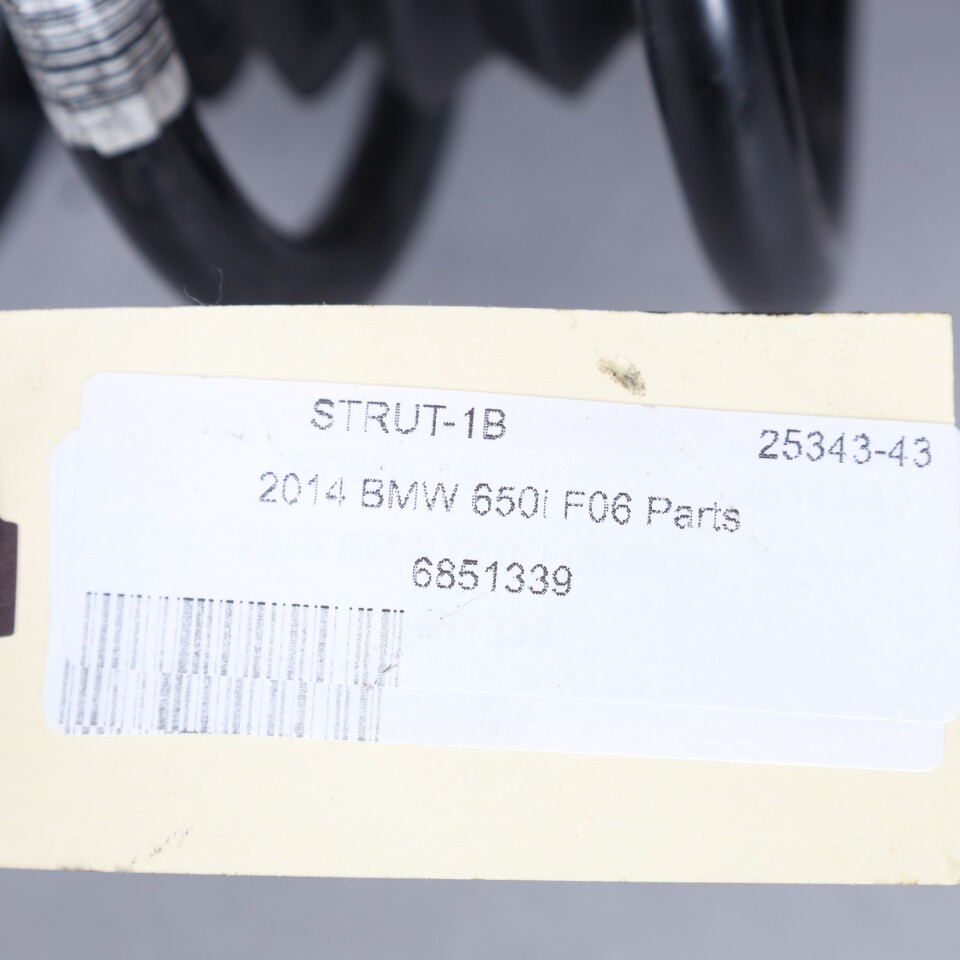 STRUT-1B 25343-43
2014 BMW 650i F06 Parts
6851339